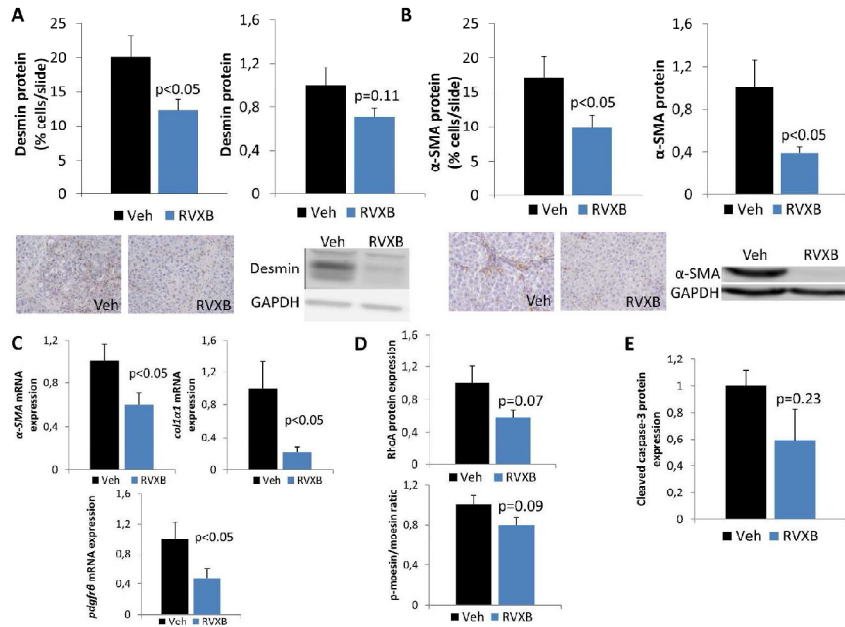 A
Desmin protein
(% cells/slide)
25
20
15
10
5
0
p<0.05
Veh RVXB
Desmin protein
1,6
1,2
0,8
0,4
0
p=0.11
Veh RVXB
Veh
RVXB
Veh RVXB
Desmin
GAPDH
B
α-SMA protein
(% cells/slide)
25
20
15
10
5
0
p<0.05
Veh RVXB
α-SMA protein
1,6
1,2
0,8
0,4
0
p<0.05
Veh RVXB
Veh
RVXB
Veh RVXB
α-SMA
GAPDH
C
α-SMA mRNA
expression
1,2
0,8
0,4
0
p<0.05
Veh RVXB
col1α1 mRNA
expression
1,6
1,2
0,8
0,4
0
p<0.05
Veh RVXB
pdgfrβ mRNA expression
1,6
1,2
0,8
0,4
0
p<0.05
Veh RVXB
D
RhoA protein expression
1,6
1,2
0,8
0,4
0
p=0.07
Veh RVXB
p-moesin/moesin ratic
1,2
0,8
0,4
0
p=0.09
Veh RVXB
E
Cleaved caspase-3 protein
expression
1,2
1
0,8
0,6
0,4
0,2
0
p=0.23
Veh RVXB